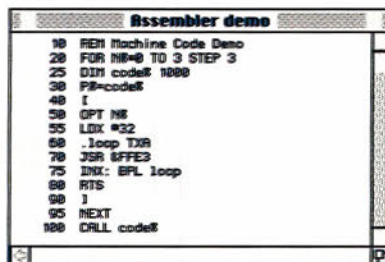 Assembler demo
10 REM Machine Code Demo
20 FOR N%=0 TO 3 STEP 3
25 DIM code% 1000
30 P%=code%
40 [
50 OPT N%
55 LDX #32
60 .loop TXA
70 JSR &FFE3
75 INX: BPL loop
80 RTS
90 ]
95 NEXT
100 CALL code%